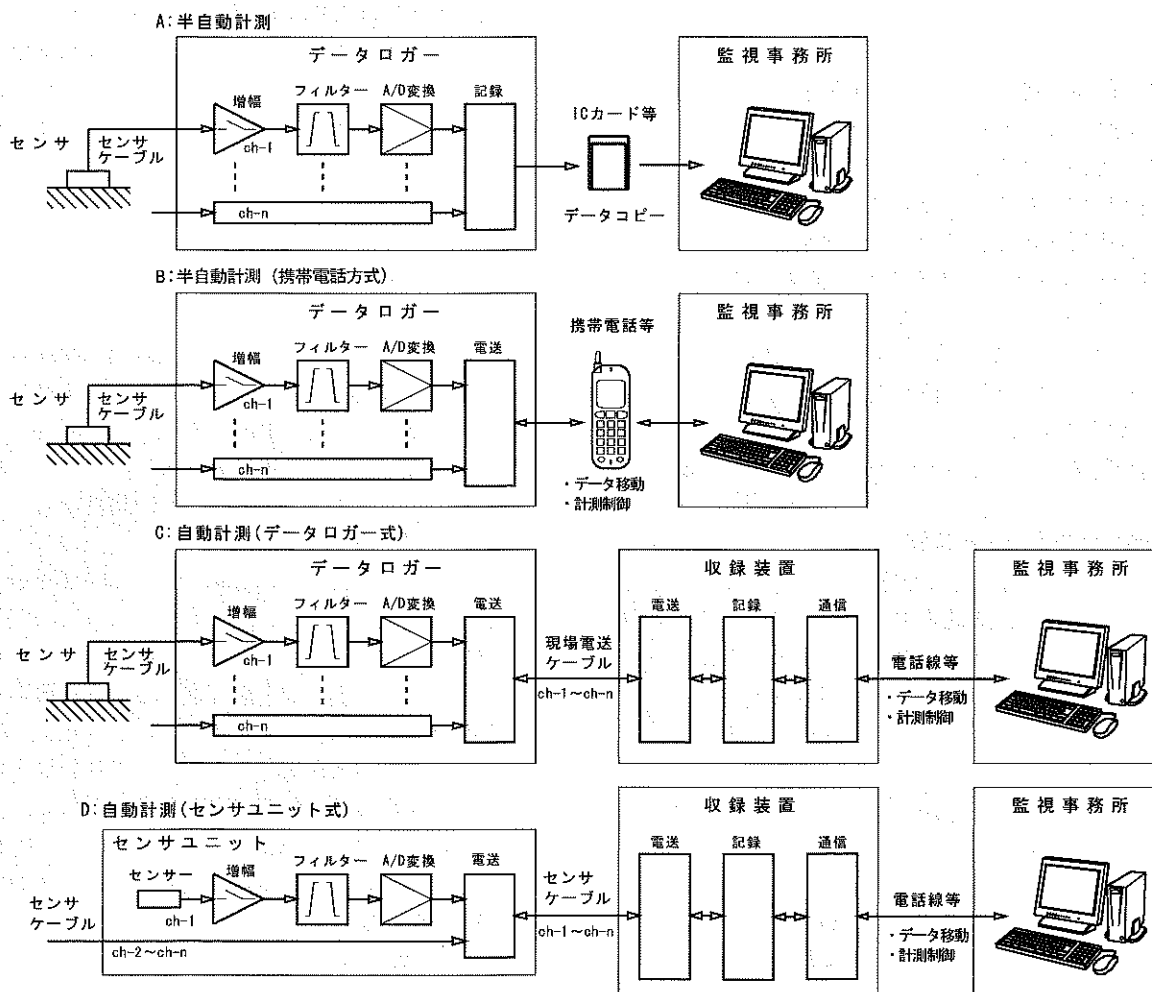 A:半自動計測
データロガー
監視事務所
増幅
フィルター
A/D変換
記録
ICカード等
センサ
センサ
ケーブル
ch-1
ch-n
データコピー
B:半自動計測(携帯電話方式)
データロガー
監視事務所
増幅
フィルター
A/D変換
電送
携帯電話等
センサ
センサ
ケーブル
ch-1
ch-n
・データ移動
・計測制御
C:自動計測(データロガー式)
データロガー
収録装置
監視事務所
増幅
フィルター
A/D変換
電送
電送
記録
通信
センサ
センサ
ケーブル
ch-1
現場電送
ケーブル
ch-1~ch-n
電話線等
・データ移動
・計測制御
ch-n
D:自動計測(センサユニット式)
センサユニット
収録装置
監視事務所
センサー
増幅
フィルター
A/D変換
電送
電送
記録
通信
センサ
ケーブル
ch-1
ch-2~ch-n
センサ
ケーブル
ch-1~ch-n
電話線等
・データ移動
・計測制御